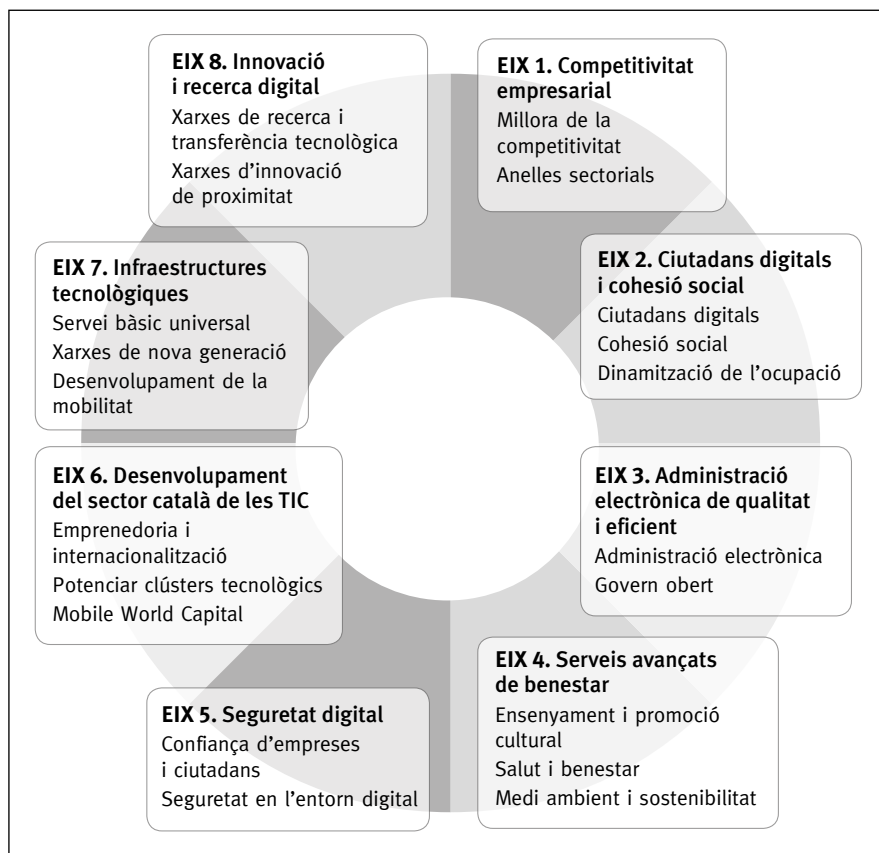 EIX 8. Innovació
i recerca digital
Xarxes de recerca i
transferència tecnològica
Xarxes d’innovació
de proximitat
EIX 1. Competitivitat
empresarial
Millora de la
competitivitat
Anelles sectorials
EIX 7. Infraestructures
tecnològiques
Servei bàsic universal
Xarxes de nova generació
Desenvolupament de la
mobilitat
EIX 2. Ciutadans digitals
i cohesió social
Ciutadans digitals
Cohesió social
Dinamització de l’ocupació
EIX 6. Desenvolupament
del sector català de les TIC
Emprenedoria i
internacionalització
Potenciar clústers tecnològics
Mobile World Capital
EIX 3. Administració
electrònica de qualitat
i eficient
Administració electrònica
Govern obert
EIX 5. Seguretat digital
Confiança d’empreses
i ciutadans
Seguretat en l’entorn digital
EIX 4. Serveis avançats
de benestar
Ensenyament i promoció
cultural
Salut i benestar
Medi ambient i sostenibilitat